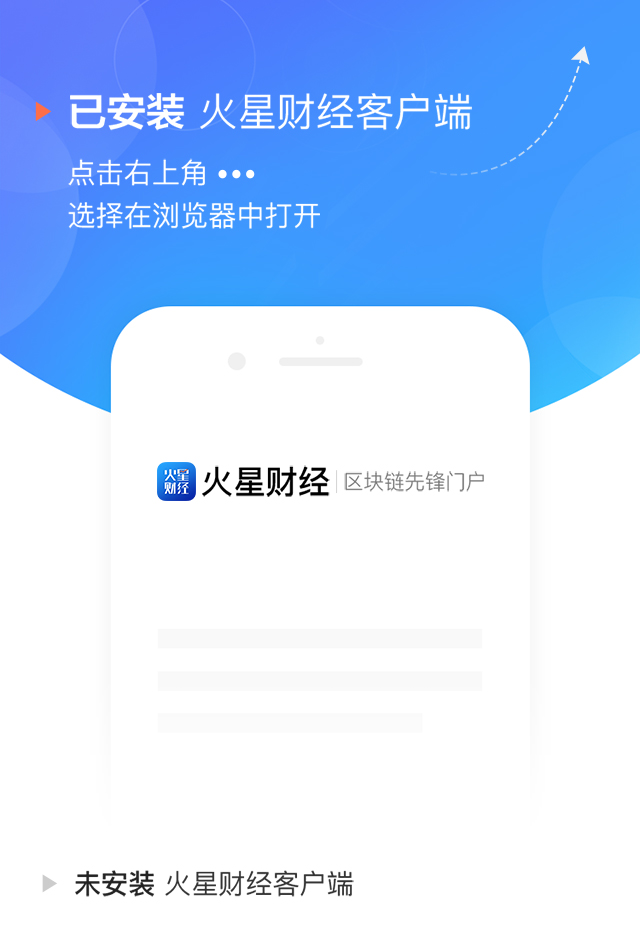 已安装 火星财经客户端
点击右上角 •••
选择在浏览器中打开
火星
财经
火星财经 区块链先锋门户
未安装 火星财经客户端